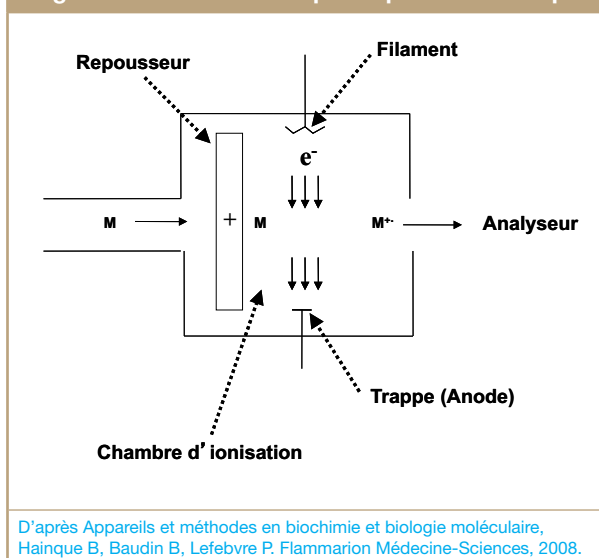 Repousseur
Filament
e-
M
+
M
M+·
Analyseur
Trappe (Anode)
Chambre d'ionisation
D'après Appareils et méthodes en biochimie et biologie moléculaire,
Hainque B, Baudin B, Lefebvre P. Flammarion Médecine-Sciences, 2008.